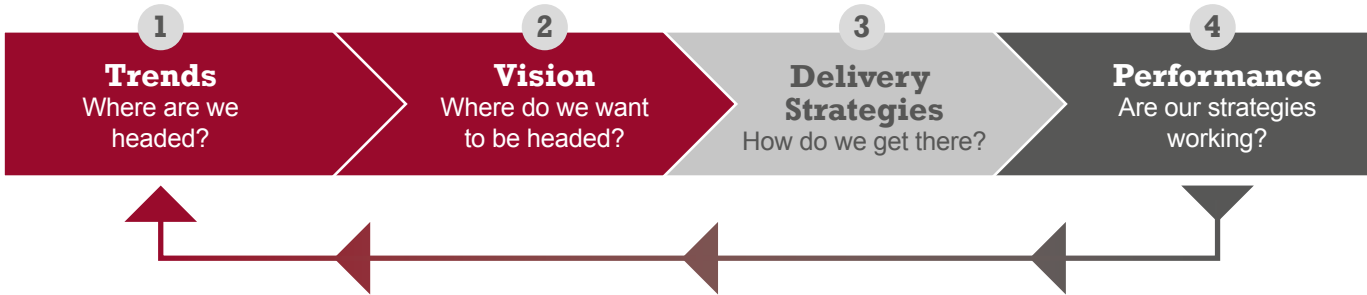 1
Trends
Where are we
headed?
2
Vision
Where do we want
to be headed?
3
Delivery
Strategies
How do we get there?
4
Performance
Are our strategies
working?